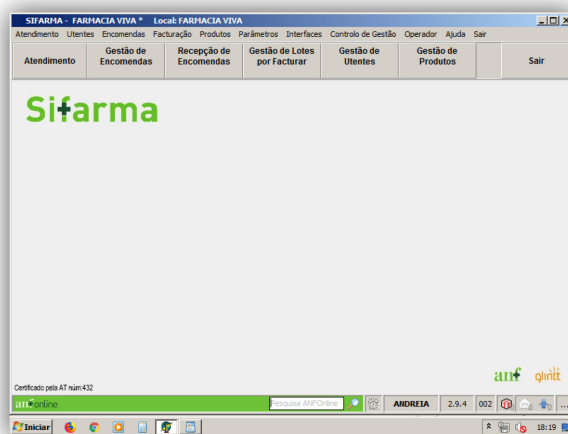 SIFARMA - FARMACIA VIVA * Local: FARMACIA VIVA
Atendimento Utentes Encomendas Facturação Produtos Parâmetros Interfaces Controlo de Gestão Operador Ajuda Sair
Atendimento Gestão de Encomendas Recepção de Encomendas Gestão de Lotes por Facturar Gestão de Utentes Gestão de Produtos Sair
Sifarma
anf glintt
Certificado pela AT núm:432
anf online Pesquisa ANFOnline ANDREIA 2.9.4 002 ...
Iniciar 18:19